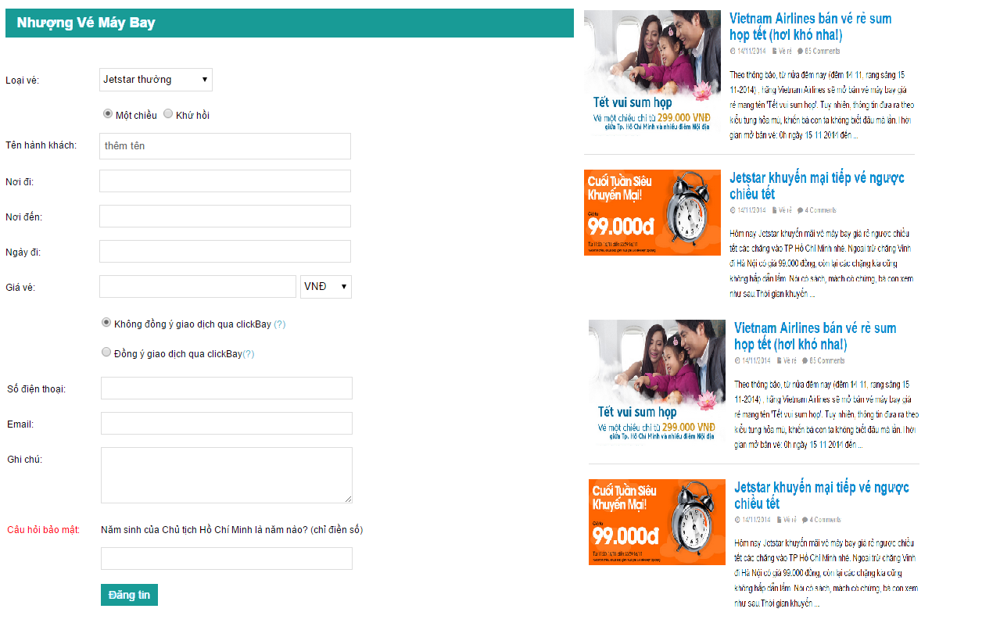 Nhượng Vé Máy Bay
Loại vé:
Jetstar thường
Một chiều
Khứ hồi
Tên hành khách:
thêm tên
Nơi đi:
Nơi đến:
Ngày đi:
Giá vé:
VNĐ
Không đồng ý giao dịch qua clickBay (?)
Đồng ý giao dịch qua clickBay(?)
Số điện thoại:
Email:
Ghi chú:
Câu hỏi bảo mật:
Năm sinh của Chủ tịch Hồ Chí Minh là năm nào? (chỉ điền số)
Đăng tin
Tết vui sum họp
Vé một chiều chỉ từ 299.000 VNĐ
giữa Tp. Hồ Chí Minh và nhiều điểm Nội địa
Vietnam Airlines bán vé rẻ sum
họp tết (hơi khó nha!)
14/11/2014 Vé rẻ 85 Comments
Theo thông báo, từ nửa đêm nay (đêm 14 11, rạng sáng 15
11-2014) , hãng Vietnam Airlines sẽ mở bán vé máy bay giá
rẻ mang tên 'Tết vui sum họp'. Tuy nhiên, thông tin đưa ra theo
kiểu tung hỏa mù, khiến bà con ta không biết đâu mà lần.Thời
gian mở bán vé: 0h ngày 15 11 2014 đến ...
Cuối Tuần Siêu
Khuyến Mại!
Giá từ
99.000đ
Jetstar khuyến mại tiếp vé ngược
chiều tết
14/11/2014 Vé rẻ 4 Comments
Hôm nay Jetstar khuyến mãi vé máy bay giá rẻ ngược chiều
tết các chặng vào TP Hồ Chí Minh nhé. Ngoại trừ chặng Vinh
đi Hà Nội có giá 99.000 đồng, còn lại các chặng kia cũng
không hấp dẫn lắm. Nói có sách, mách có chứng, bà con xem
như sau.Thời gian khuyến ...
Tết vui sum họp
Vé một chiều chỉ từ 299.000 VNĐ
giữa Tp. Hồ Chí Minh và nhiều điểm Nội địa
Vietnam Airlines bán vé rẻ sum
họp tết (hơi khó nha!)
14/11/2014 Vé rẻ 85 Comments
Theo thông báo, từ nửa đêm nay (đêm 14 11, rạng sáng 15
11-2014) , hãng Vietnam Airlines sẽ mở bán vé máy bay giá
rẻ mang tên 'Tết vui sum họp'. Tuy nhiên, thông tin đưa ra theo
kiểu tung hỏa mù, khiến bà con ta không biết đâu mà lần.Thời
gian mở bán vé: 0h ngày 15 11 2014 đến ...
Cuối Tuần Siêu
Khuyến Mại!
Giá từ
99.000đ
Jetstar khuyến mại tiếp vé ngược
chiều tết
14/11/2014 Vé rẻ 4 Comments
Hôm nay Jetstar khuyến mãi vé máy bay giá rẻ ngược chiều
tết các chặng vào TP Hồ Chí Minh nhé. Ngoại trừ chặng Vinh
đi Hà Nội có giá 99.000 đồng, còn lại các chặng kia cũng
không hấp dẫn lắm. Nói có sách, mách có chứng, bà con xem
như sau.Thời gian khuyến ...